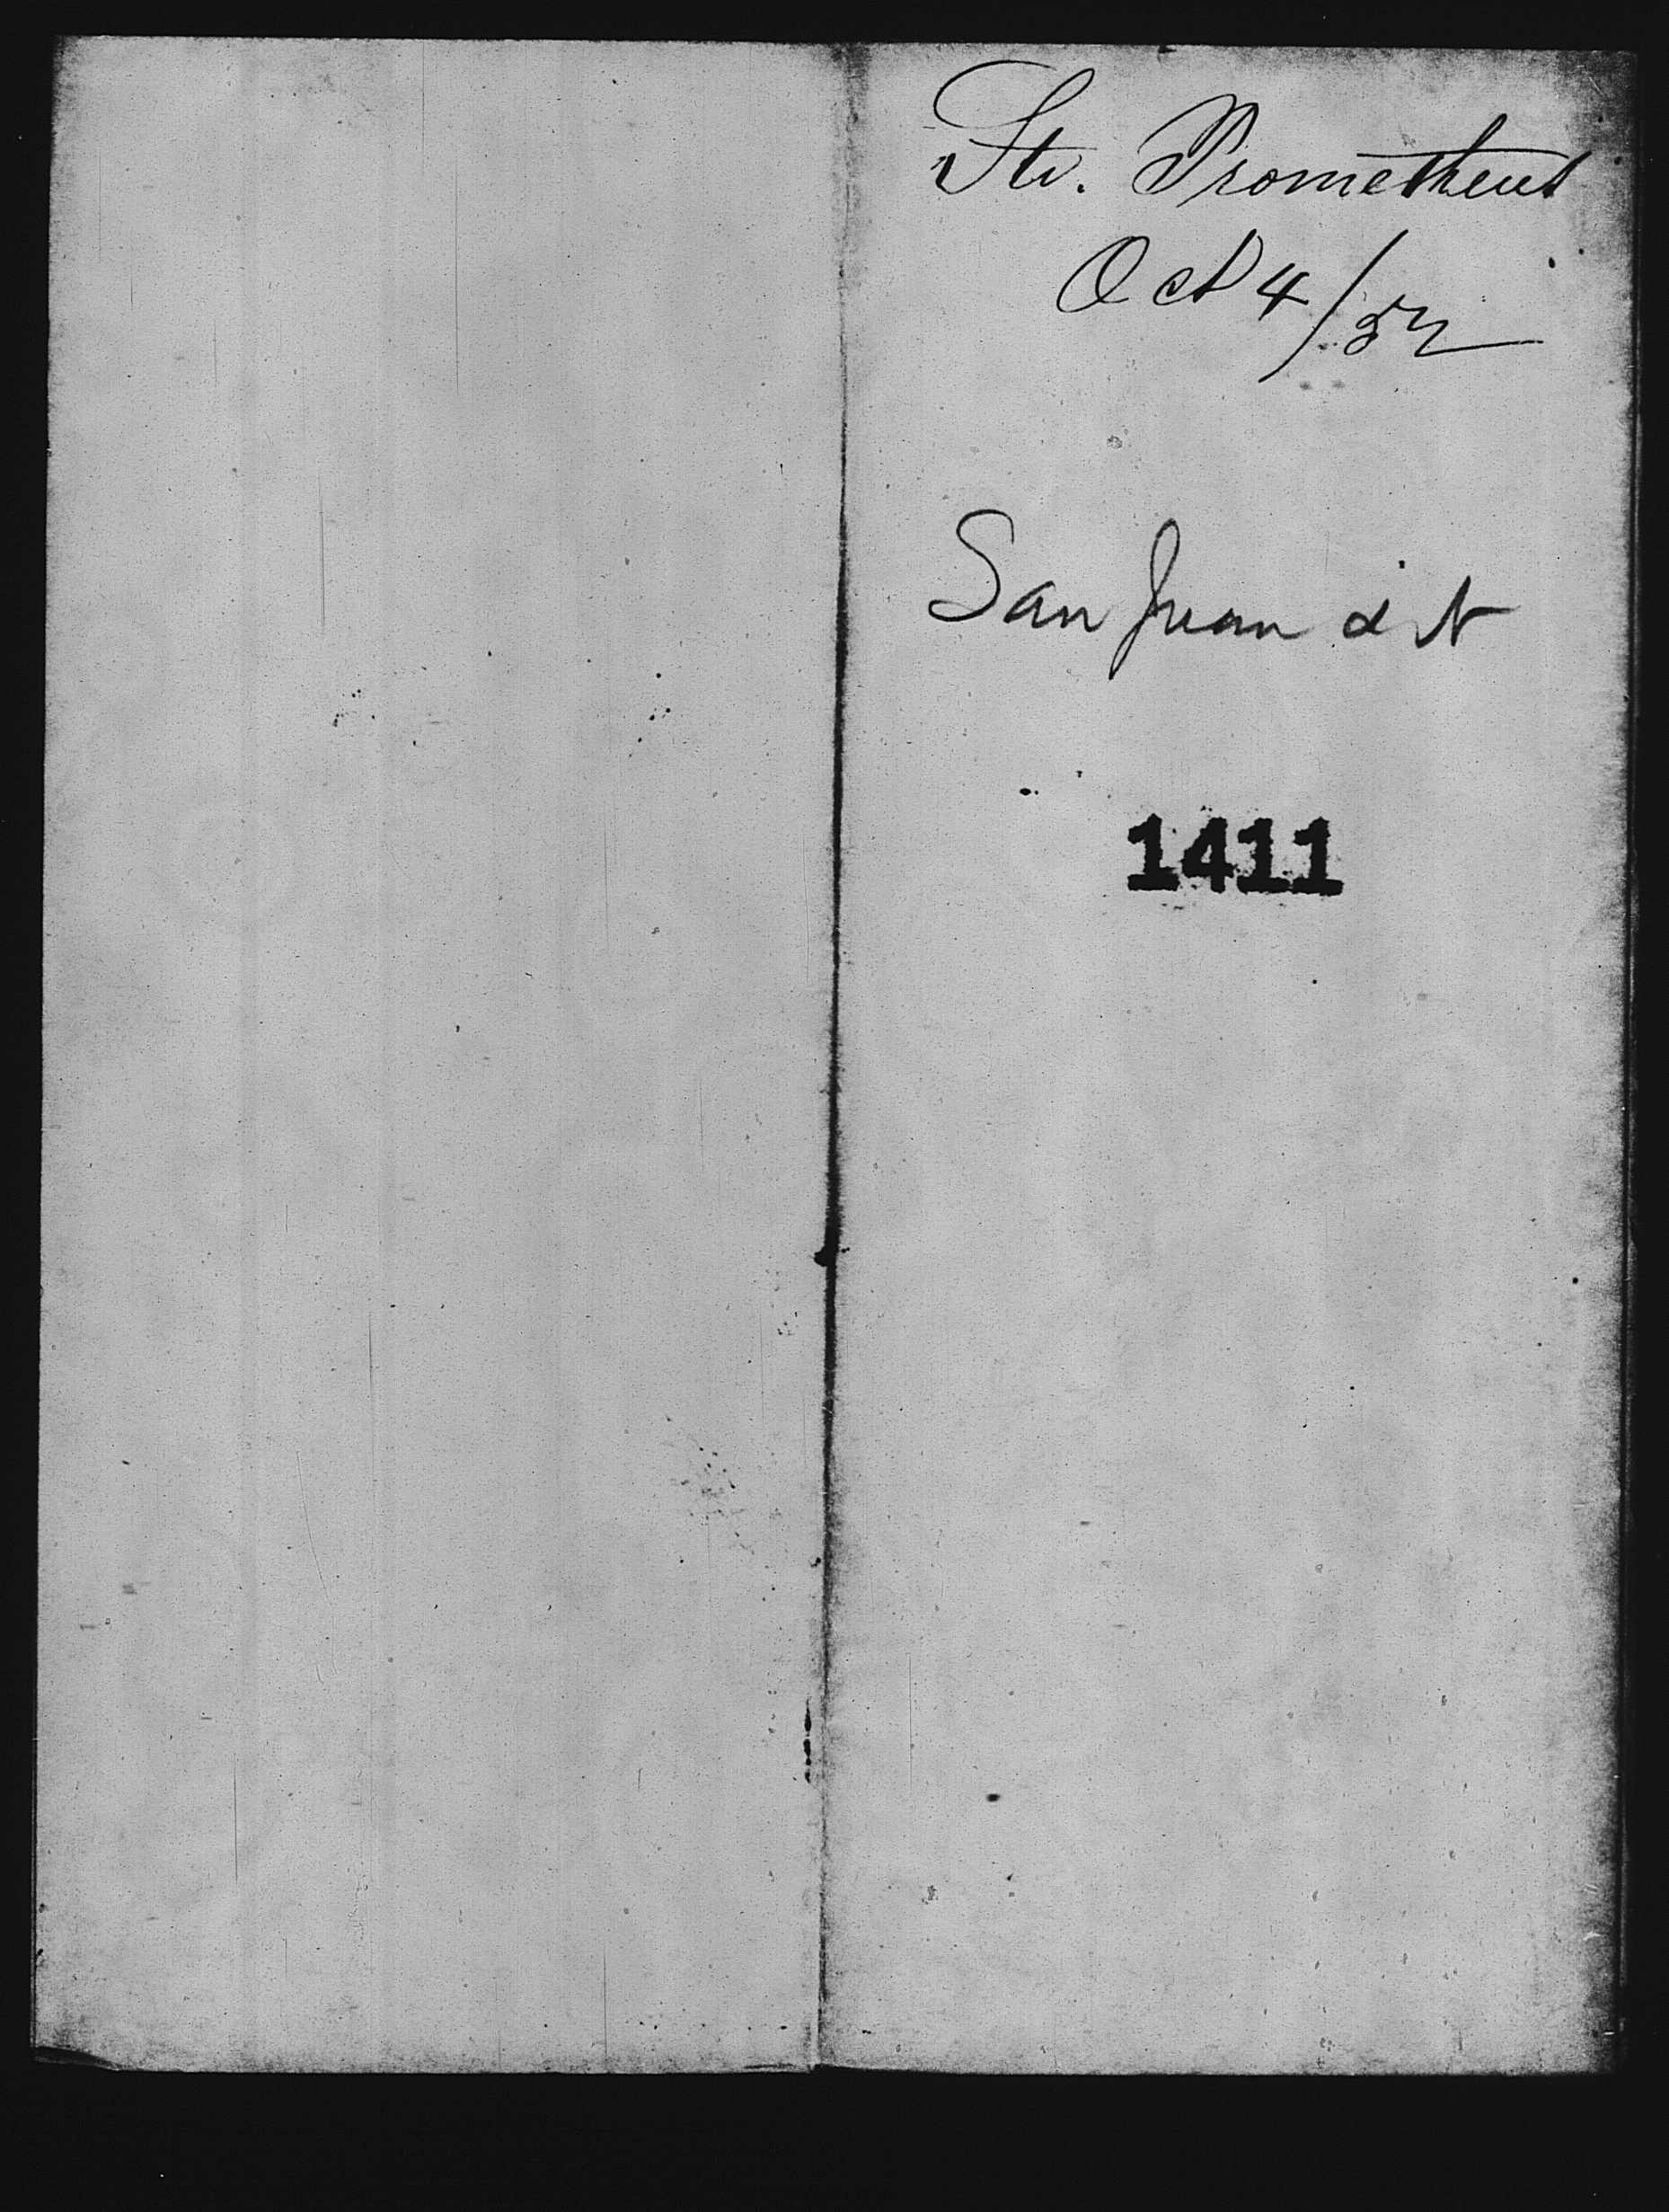 Str. Prometheus
Oct 4/52
San Juan d N
1411